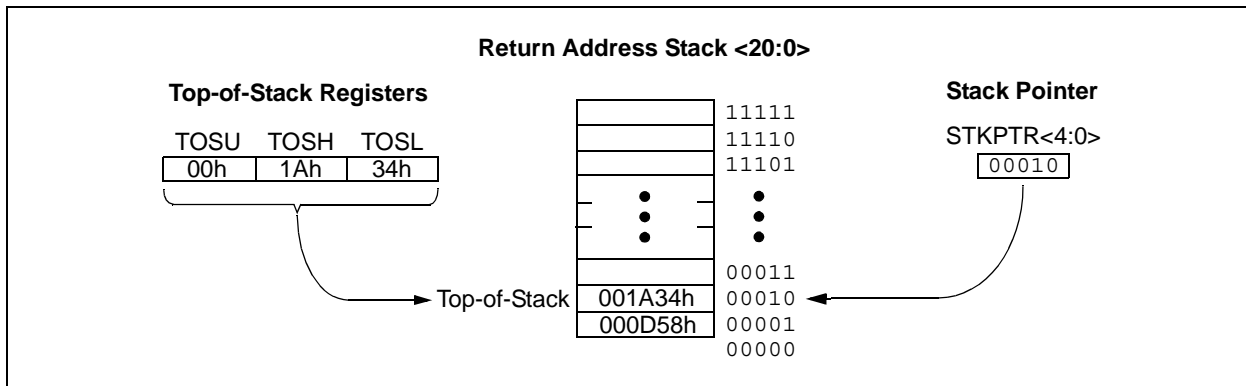 Return Address Stack <20:0>
Top-of-Stack Registers
Stack Pointer
TOSU TOSH TOSL
STKPTR<4:0>
00h 1Ah 34h
00010
11111
11110
11101
00011
Top-of-Stack 001A34h 00010
000D58h 00001
00000